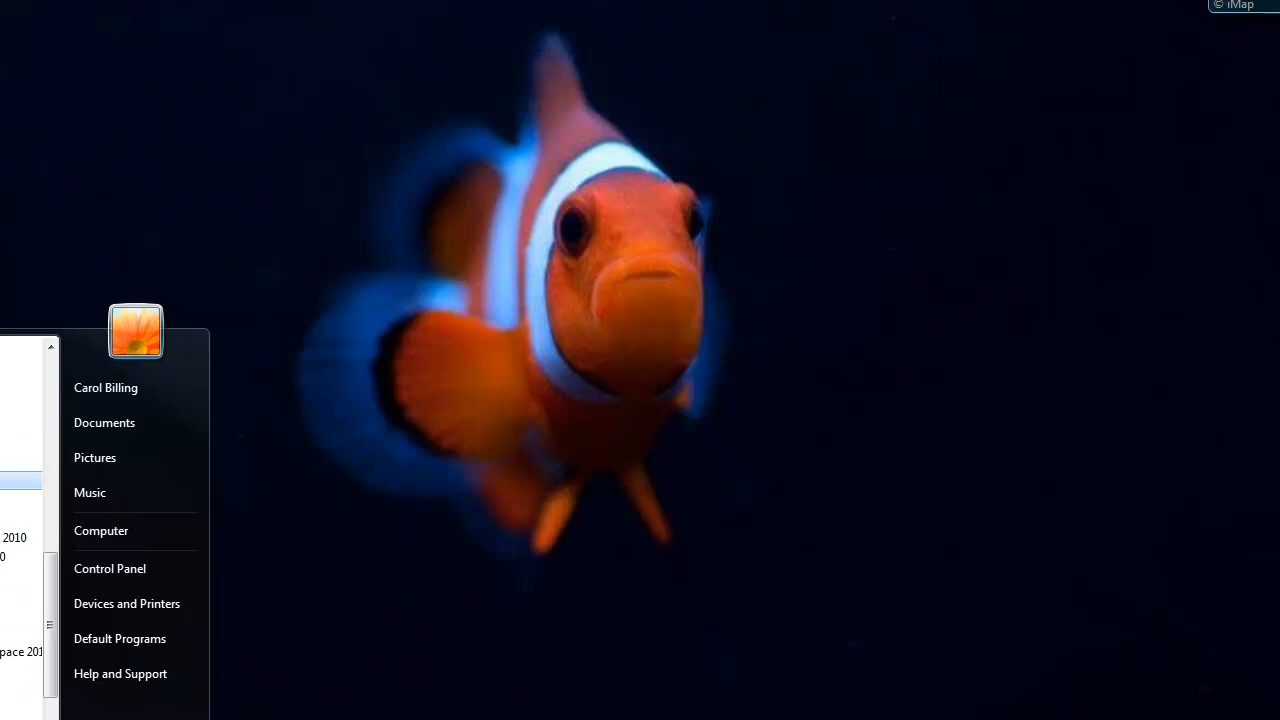 © iMap
Carol Billing
Documents
Pictures
Music
Computer
Control Panel
Devices and Printers
Default Programs
Help and Support
2010
0
pace 201